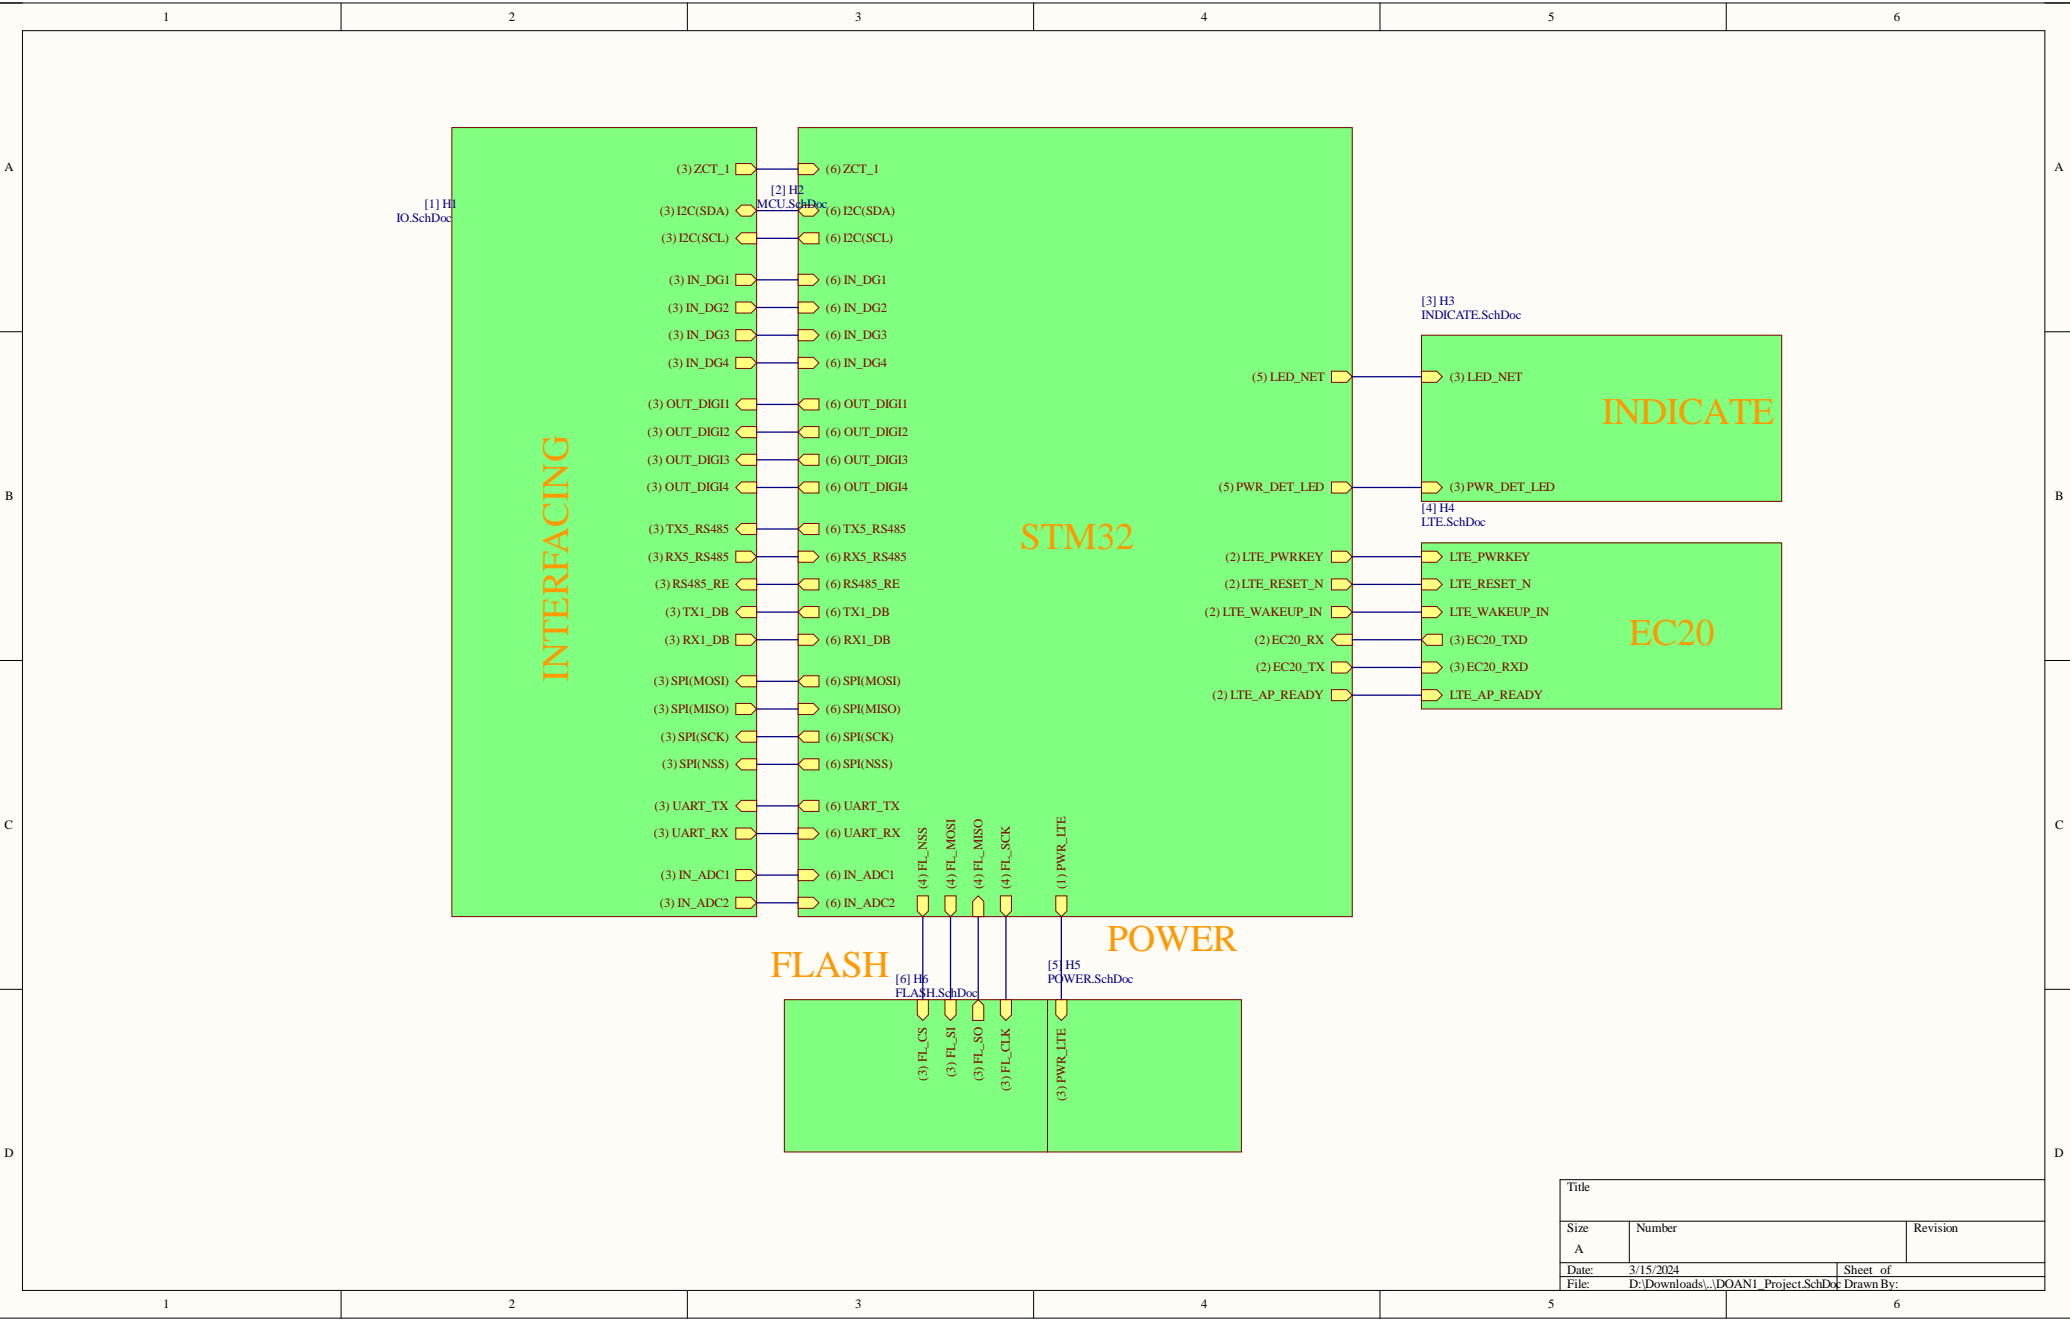 1 2 3 4 5 6
A A
B B
C C
D D
[1] H1
IO.SchDoc
INTERFACING
(3) ZCT_1
(3) I2C(SDA)
(3) I2C(SCL)
(3) IN_DG1
(3) IN_DG2
(3) IN_DG3
(3) IN_DG4
(3) OUT_DIGI1
(3) OUT_DIGI2
(3) OUT_DIGI3
(3) OUT_DIGI4
(3) TX5_RS485
(3) RX5_RS485
(3) RS485_RE
(3) TX1_DB
(3) RX1_DB
(3) SPI(MOSI)
(3) SPI(MISO)
(3) SPI(SCK)
(3) SPI(NSS)
(3) UART_TX
(3) UART_RX
(3) IN_ADC1
(3) IN_ADC2
[2] H2
MCU.SchDoc
STM32
(6) ZCT_1
(6) I2C(SDA)
(6) I2C(SCL)
(6) IN_DG1
(6) IN_DG2
(6) IN_DG3
(6) IN_DG4
(6) OUT_DIGI1
(6) OUT_DIGI2
(6) OUT_DIGI3
(6) OUT_DIGI4
(6) TX5_RS485
(6) RX5_RS485
(6) RS485_RE
(6) TX1_DB
(6) RX1_DB
(6) SPI(MOSI)
(6) SPI(MISO)
(6) SPI(SCK)
(6) SPI(NSS)
(6) UART_TX
(6) UART_RX
(6) IN_ADC1
(6) IN_ADC2
(5) LED_NET
(5) PWR_DET_LED
(2) LTE_PWRKEY
(2) LTE_RESET_N
(2) LTE_WAKEUP_IN
(2) EC20_RX
(2) EC20_TX
(2) LTE_AP_READY
(4) FL_NSS
(4) FL_MOSI
(4) FL_MISO
(4) FL_SCK
(1) PWR_LTE
[3] H3
INDICATE.SchDoc
(3) LED_NET
INDICATE
(3) PWR_DET_LED
[4] H4
LTE.SchDoc
LTE_PWRKEY
LTE_RESET_N
LTE_WAKEUP_IN
(3) EC20_TXD
(3) EC20_RXD
LTE_AP_READY
EC20
FLASH
[6] H6
FLASH.SchDoc
(3) FL_CS
(3) FL_SI
(3) FL_SO
(3) FL_CLK
POWER
[5] H5
POWER.SchDoc
(3) PWR_LTE
Title
Size Number Revision
A
Date: 3/15/2024 Sheet of
File: D:\Downloads\..\DOAN1_Project.SchDoc Drawn By:
1 2 3 4 5 6